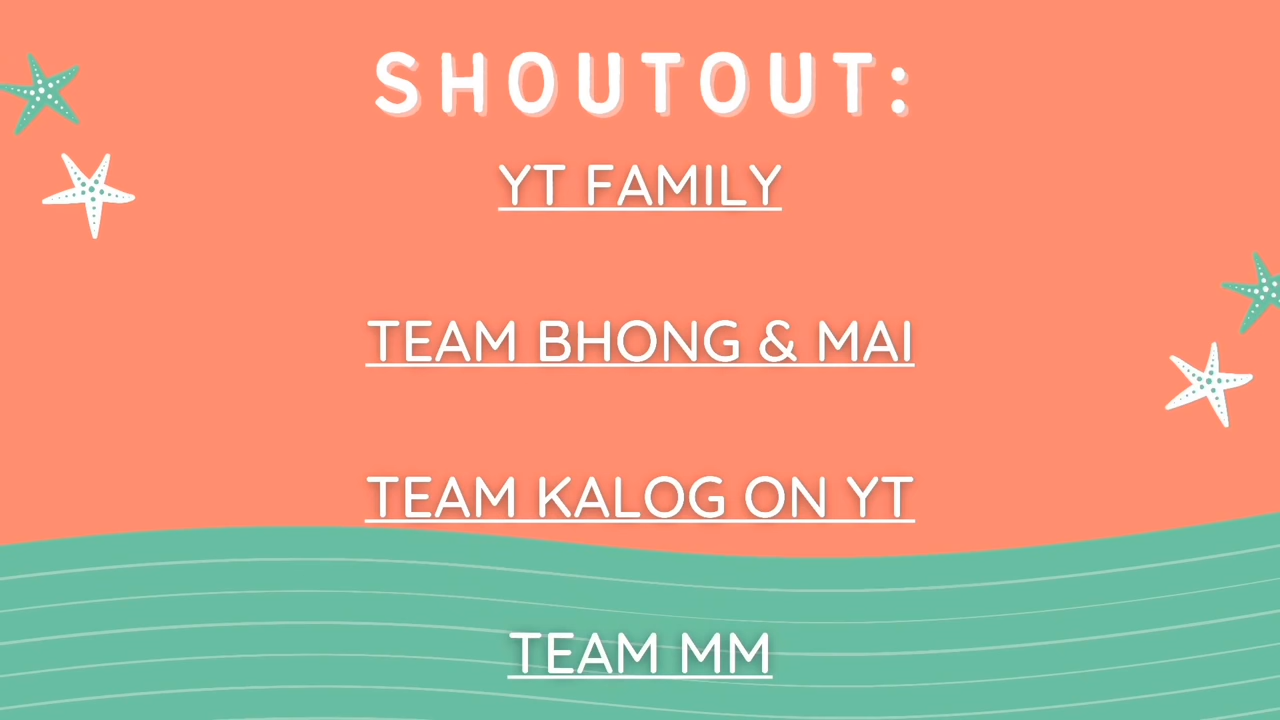 SHOUTOUT:
YT FAMILY
TEAM BHONG & MAI
TEAM KALOG ON YT
TEAM MM